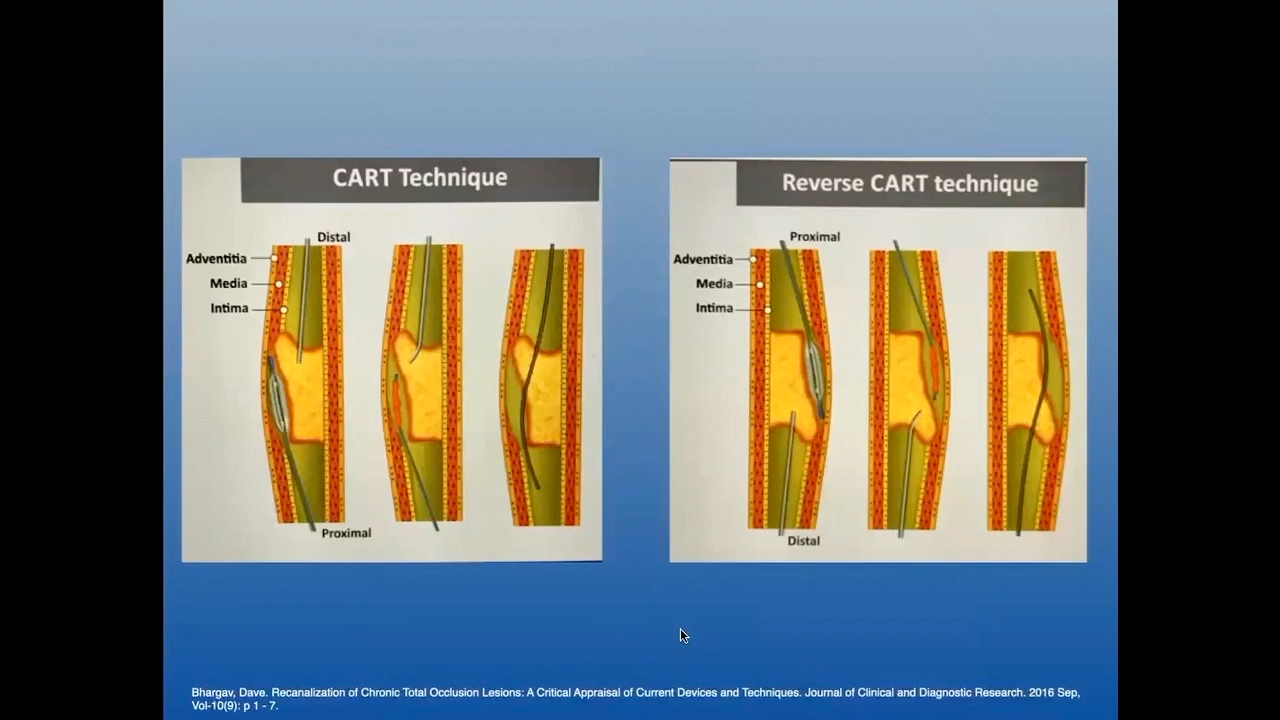 CART Technique
Distal
Adventitia
Media
Intima
Proximal
Reverse CART technique
Proximal
Adventitia
Media
Intima
Distal
Bhargav, Dave. Recanalization of Chronic Total Occlusion Lesions: A Critical Appraisal of Current Devices and Techniques. Journal of Clinical and Diagnostic Research. 2016 Sep,
Vol-10(9): p 1 - 7.